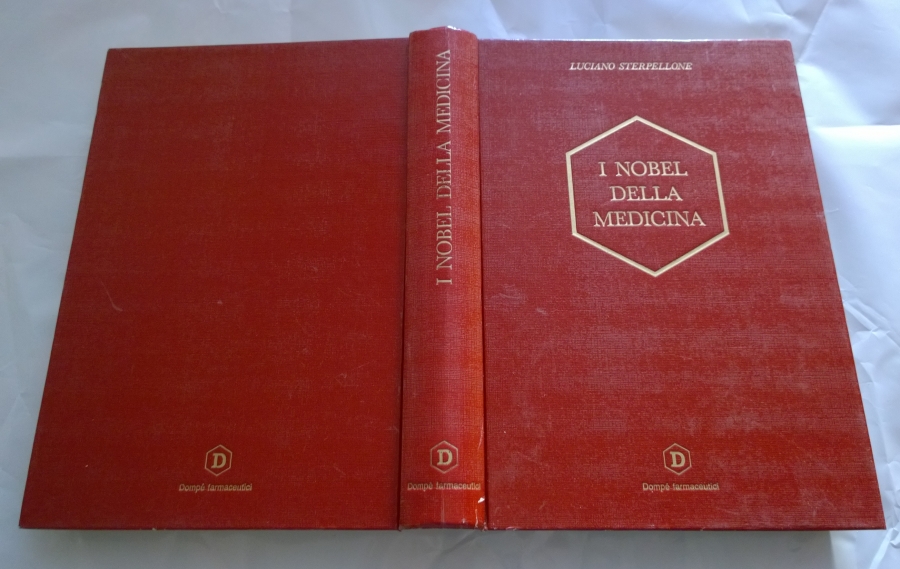 D
Dompé farmaceutici
I NOBEL DELLA MEDICINA
D
Dompé farmaceutici
LUCIANO STERPELLONE
I NOBEL
DELLA
MEDICINA
D
Dompé farmaceutici